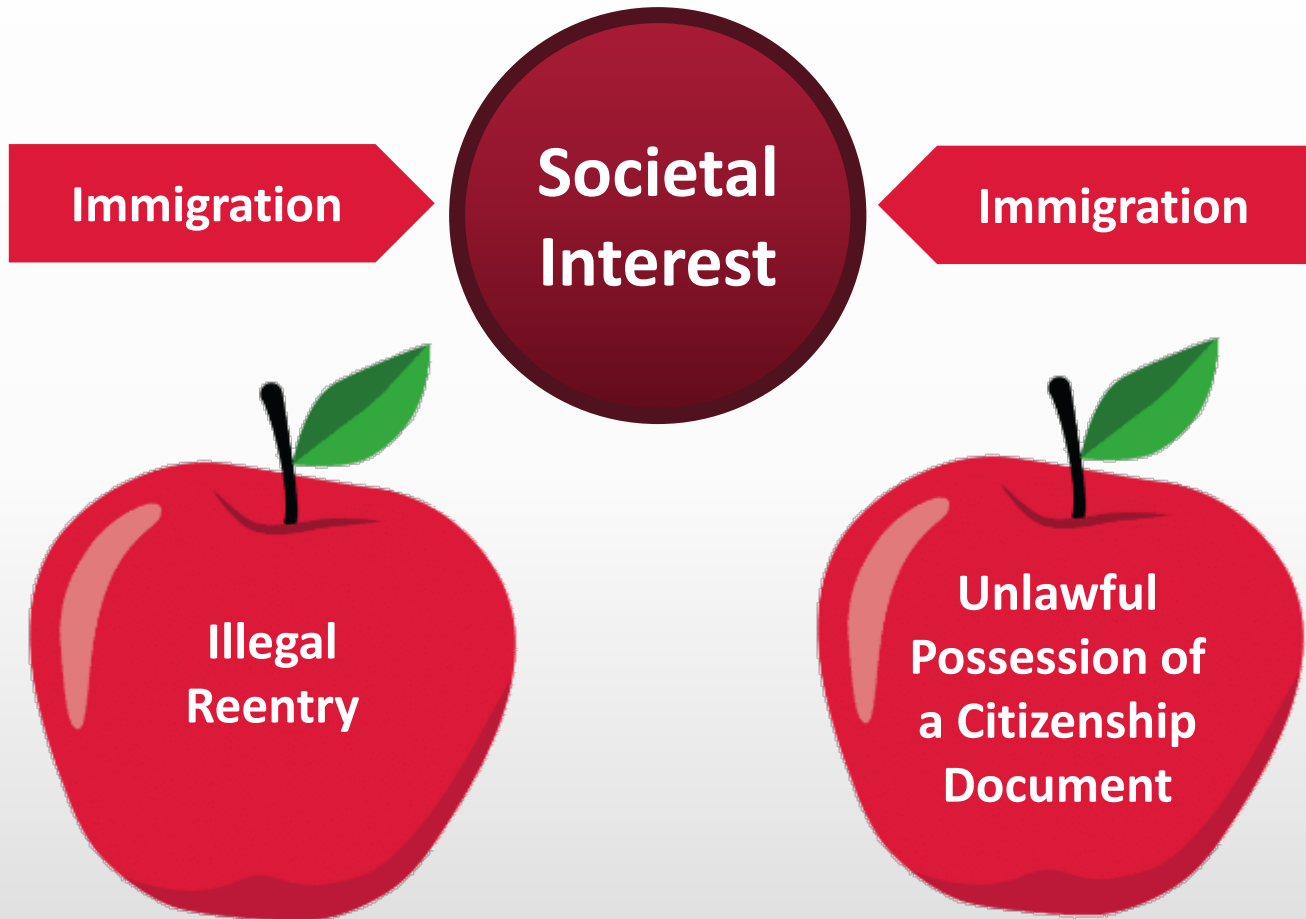 Societal
Interest
Immigration
Immigration
Illegal
Reentry
Unlawful
Possession of
a Citizenship
Document